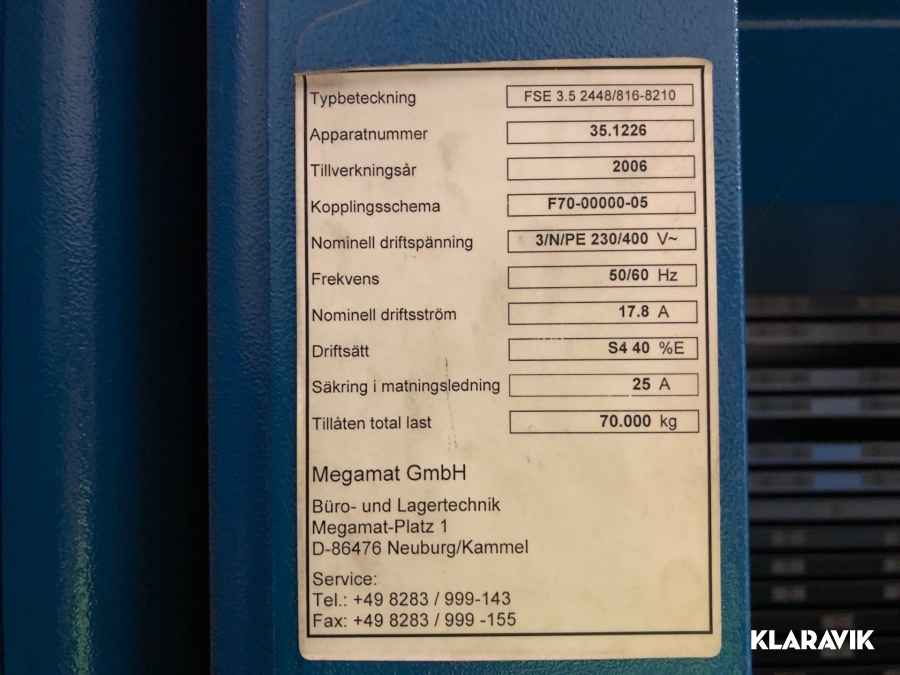 Typbeteckning FSE 3.5 2448/816-8210
Apparatnummer 35.1226
Tillverkningsår 2006
Kopplingsschema F70-00000-05
Nominell driftspänning 3/N/PE 230/400 V~
Frekvens 50/60 Hz
Nominell driftsström 17.8 A
Driftsätt S4 40 %E
Säkring i matningsledning 25 A
Tillåten total last 70.000 kg
Megamat GmbH
Büro- und Lagertechnik
Megamat-Platz 1
D-86476 Neuburg/Kammel
Service:
Tel.: +49 8283 / 999-143
Fax: +49 8283 / 999 -155
KLARAVIK